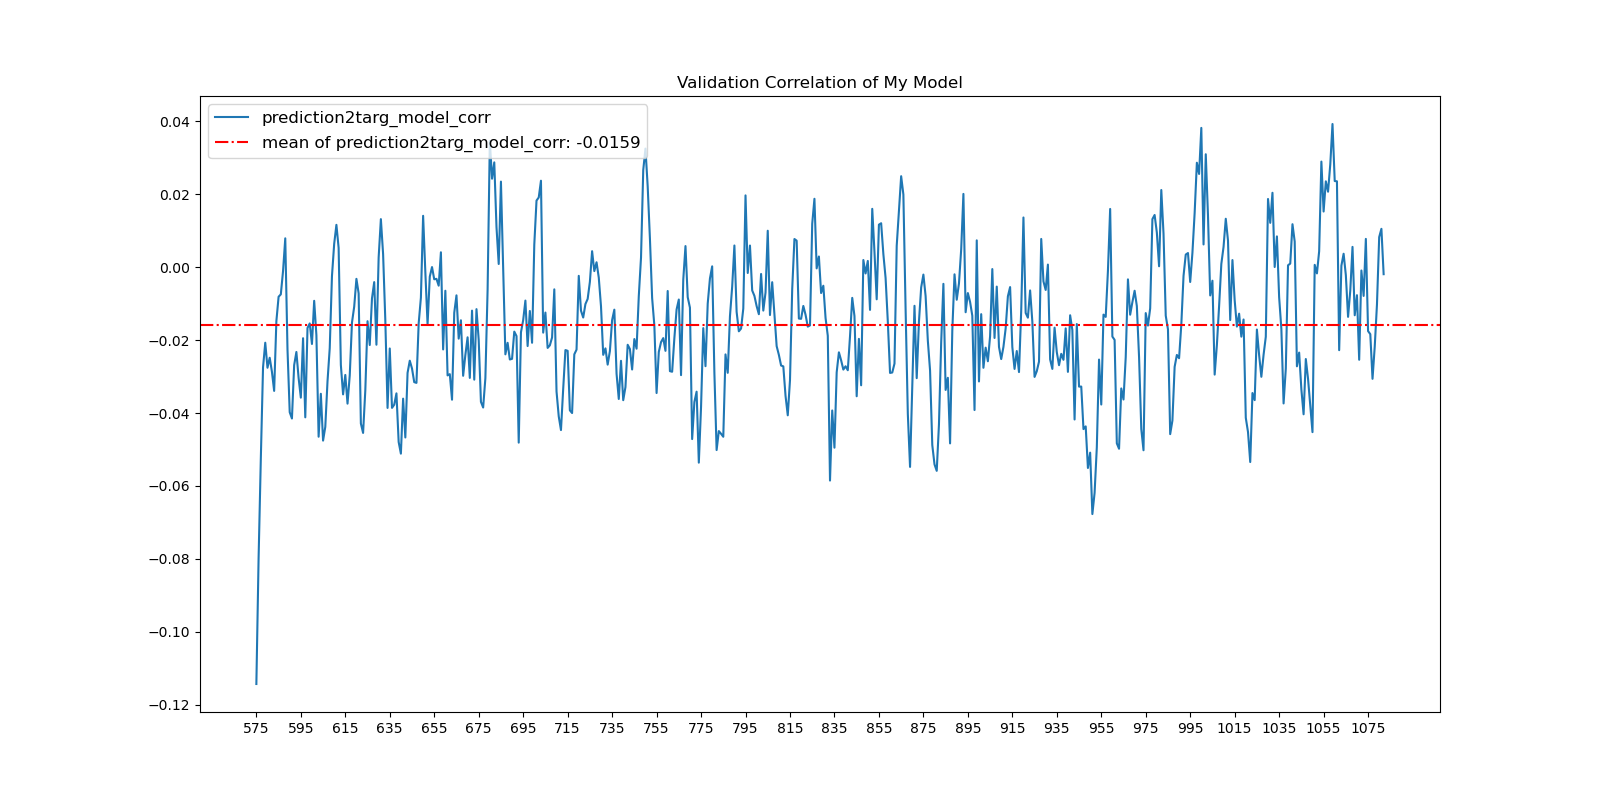 Validation Correlation of My Model
prediction2targ_model_corr
mean of prediction2targ_model_corr: -0.0159
0.04
0.02
0.00
−0.02
−0.04
−0.06
−0.08
−0.10
−0.12
575 595 615 635 655 675 695 715 735 755 775 795 815 835 855 875 895 915 935 955 975 995 1015 1035 1055 1075